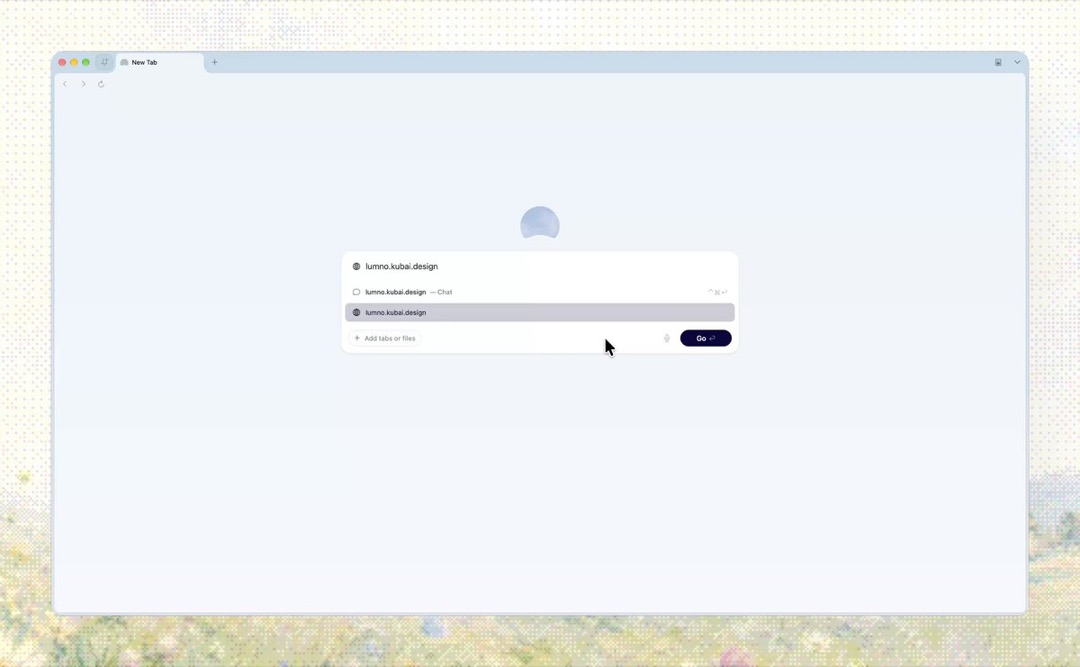 New Tab
lumno.kubai.design
lumno.kubai.design — Chat
lumno.kubai.design
Add tabs or files
Go